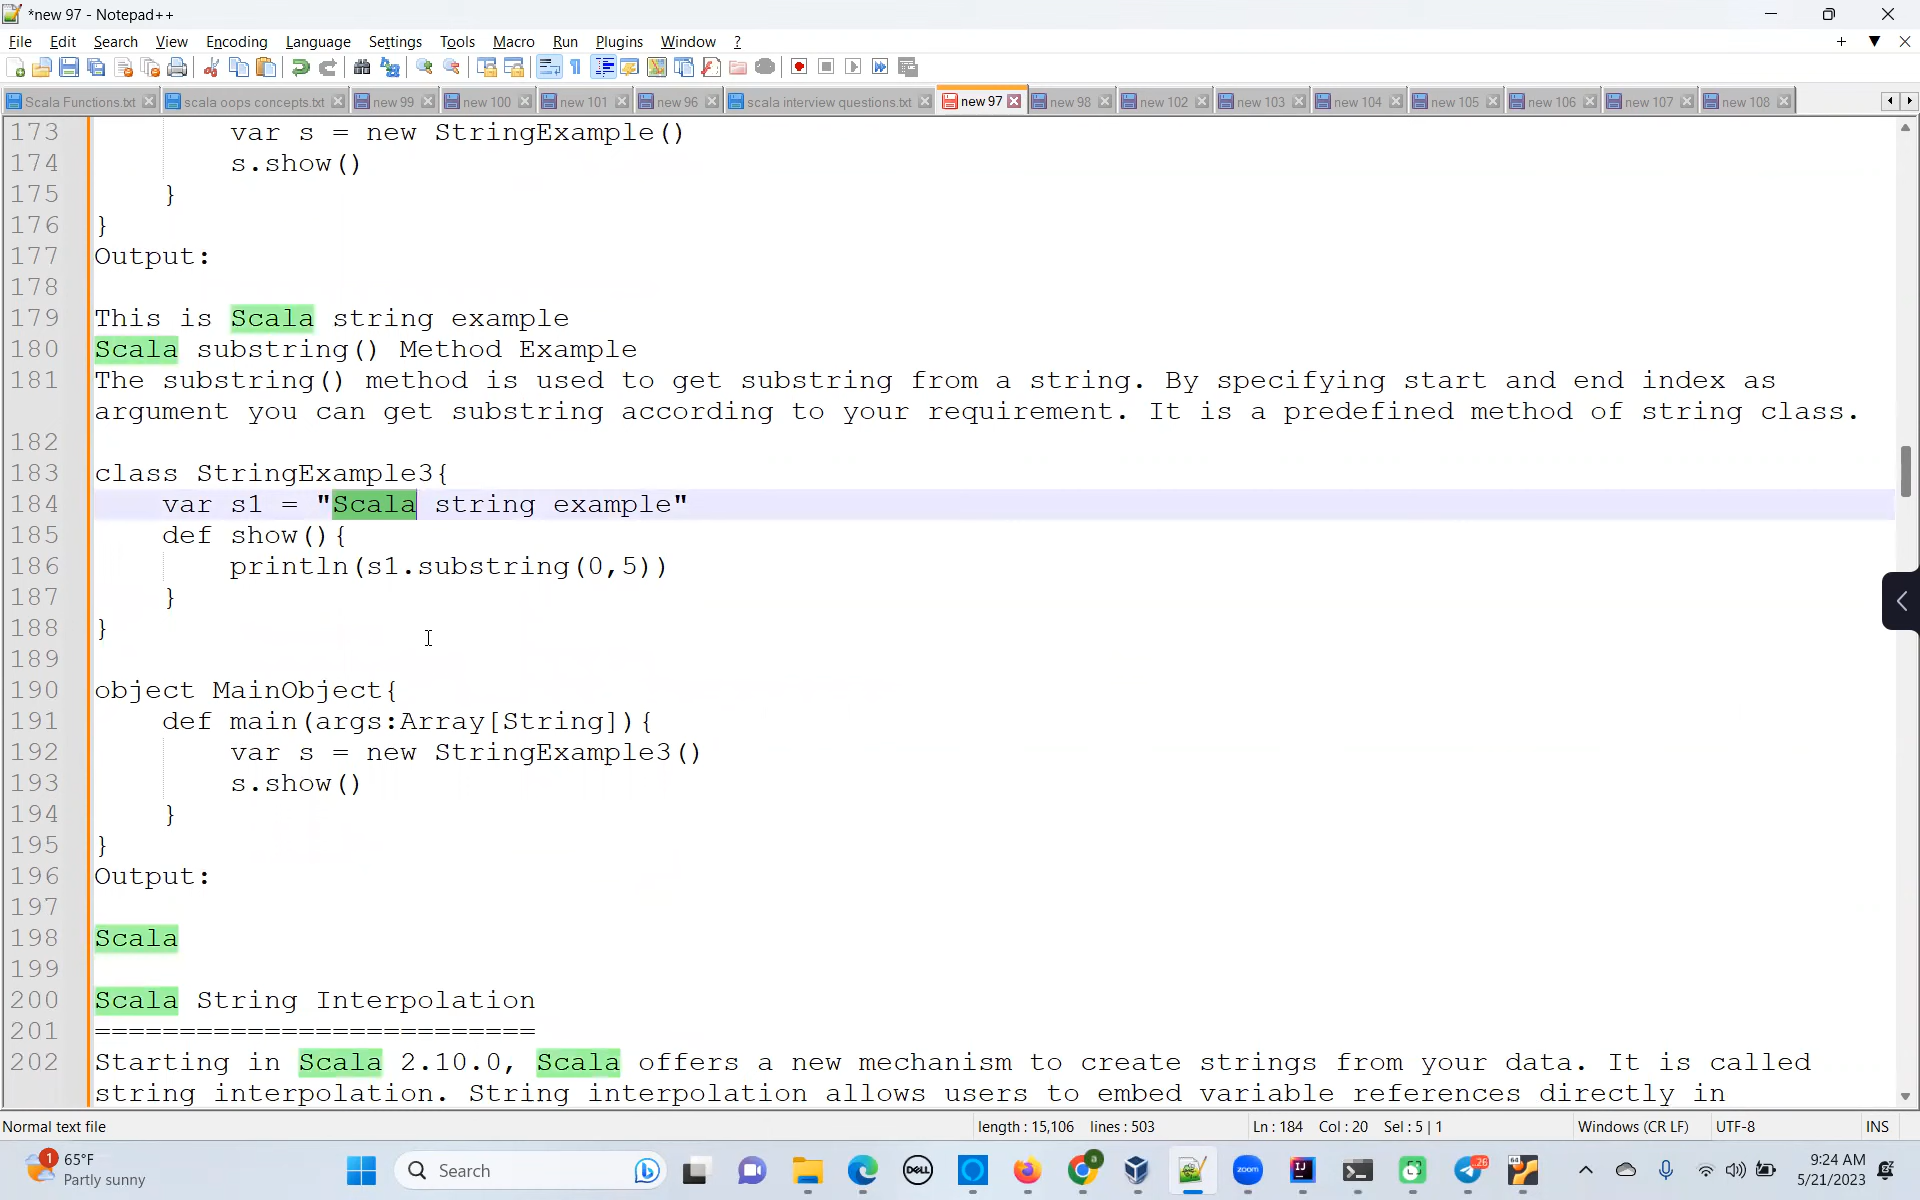 *new 97 - Notepad++
File Edit Search View Encoding Language Settings Tools Macro Run Plugins Window ?
Scala Functions.txt scala oops concepts.txt new 99 new 100 new 101 new 96 scala interview questions.txt new 97 new 98 new 102 new 103 new 104 new 105 new 106 new 107 new 108
173 var s = new StringExample()
174 s.show()
175 }
176 }
177 Output:
178
179 This is Scala string example
180 Scala substring() Method Example
181 The substring() method is used to get substring from a string. By specifying start and end index as
argument you can get substring according to your requirement. It is a predefined method of string class.
182
183 class StringExample3{
184 var s1 = "Scala string example"
185 def show(){
186 println(s1.substring(0,5))
187 }
188 }
189
190 object MainObject{
191 def main(args:Array[String]){
192 var s = new StringExample3()
193 s.show()
194 }
195 }
196 Output:
197
198 Scala
199
200 Scala String Interpolation
201 ==========================
202 Starting in Scala 2.10.0, Scala offers a new mechanism to create strings from your data. It is called
string interpolation. String interpolation allows users to embed variable references directly in
Normal text file length : 15,106 lines : 503 Ln : 184 Col : 20 Sel : 5 | 1 Windows (CR LF) UTF-8 INS
1 65°F
Partly sunny
Search
DELL
zoom
IJ
26
64
9:24 AM
5/21/2023